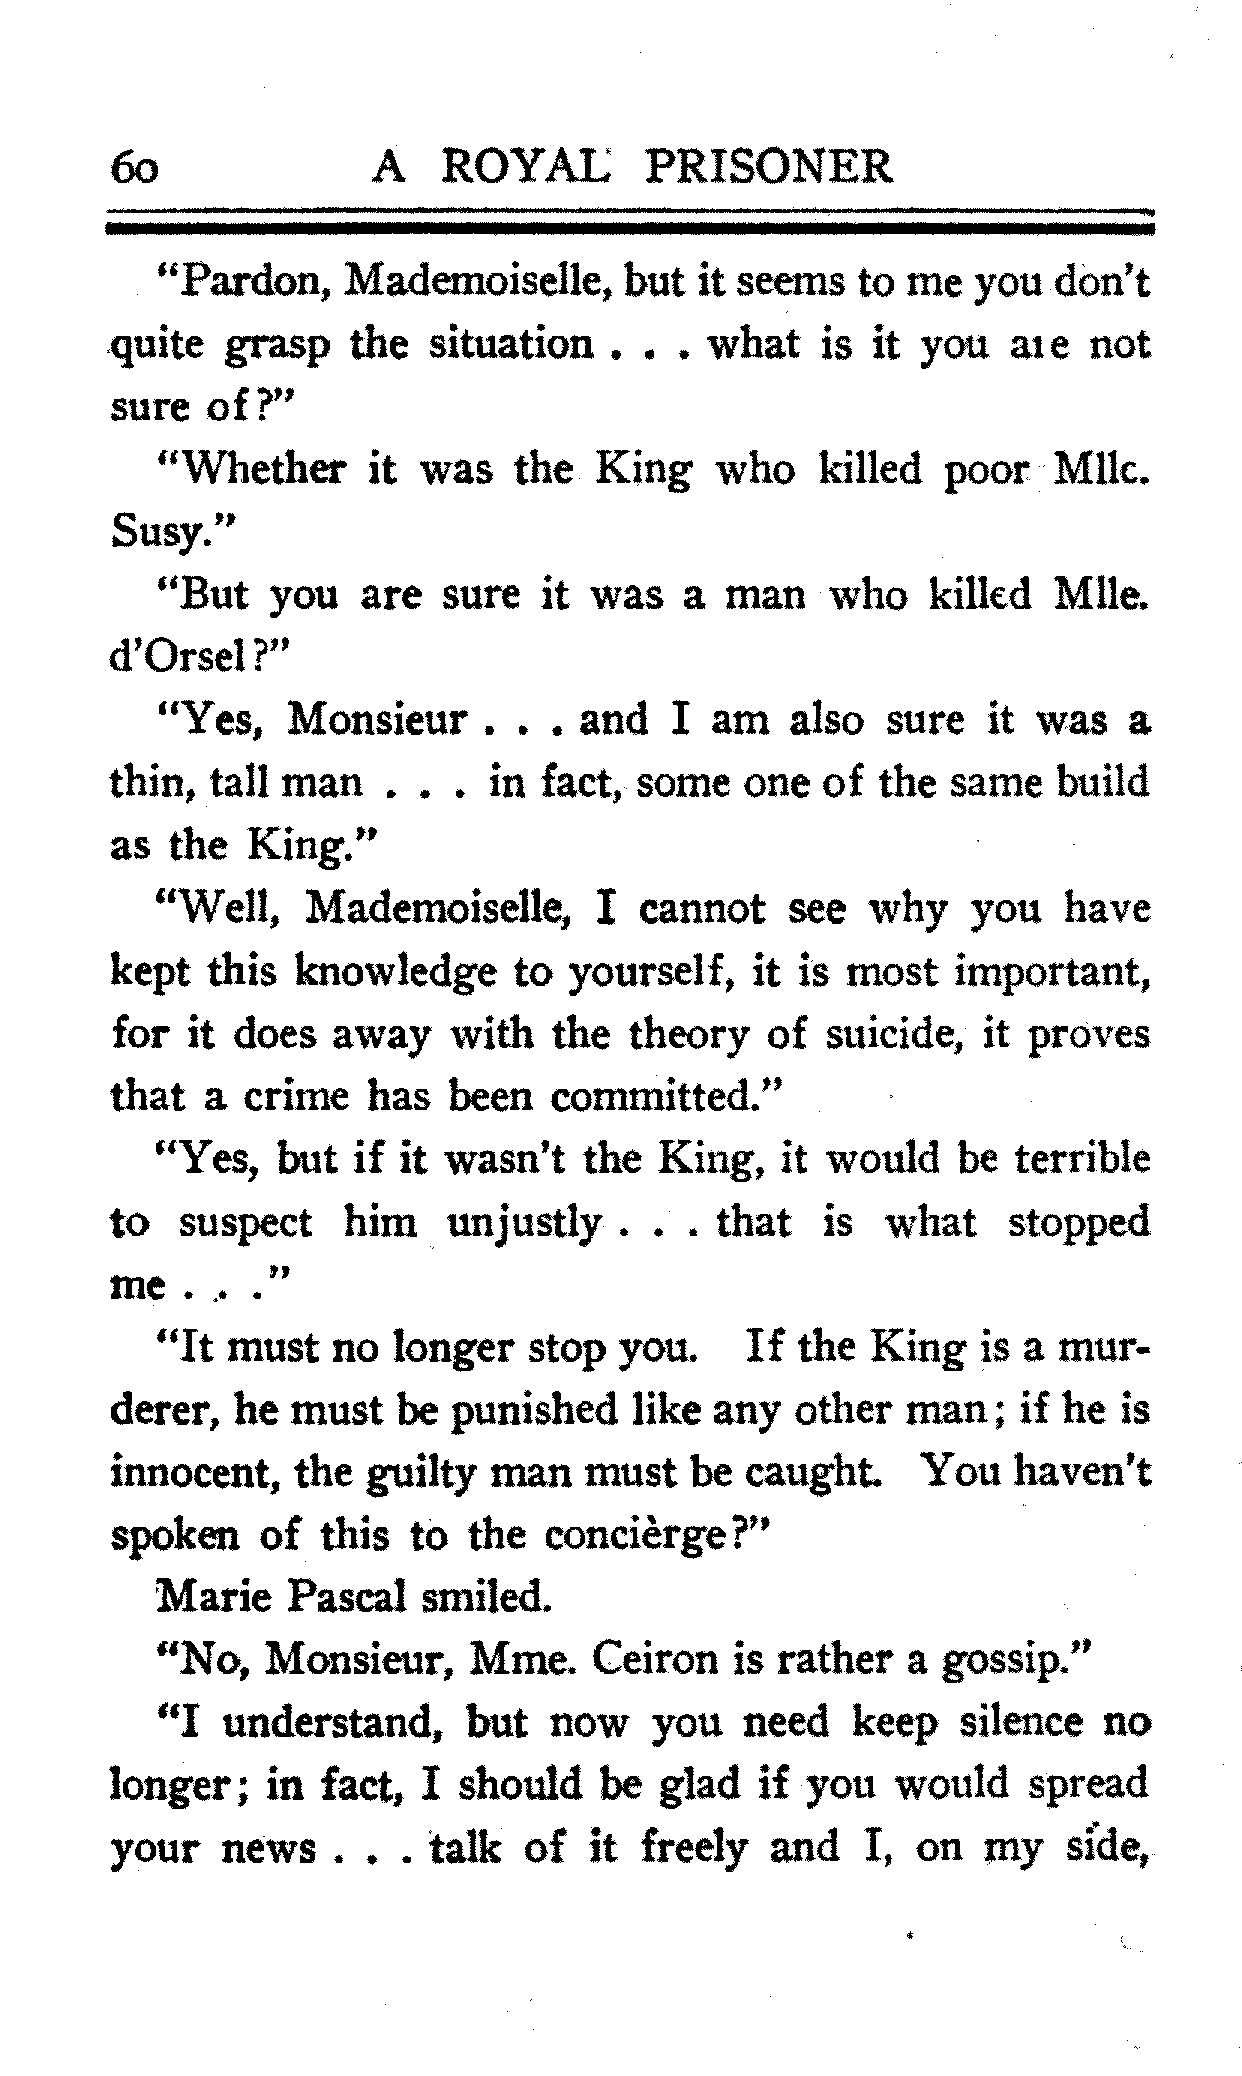 60 A ROYAL PRISONER
“Pardon, Mademoiselle, but it seems to me you don't
quite grasp the situation . . . what is it you are not
sure of?”
“Whether it was the King who killed poor Mlle.
Susy.”
“But you are sure it was a man who killed Mlle.
d'Orsel?”
“Yes, Monsieur . . . and I am also sure it was a
thin, tall man . . . in fact, some one of the same build
as the King.”
“Well, Mademoiselle, I cannot see why you have
kept this knowledge to yourself, it is most important,
for it does away with the theory of suicide, it proves
that a crime has been committed.”
“Yes, but if it wasn't the King, it would be terrible
to suspect him unjustly . . . that is what stopped
me . . .”
“It must no longer stop you. If the King is a mur-
derer, he must be punished like any other man; if he is
innocent, the guilty man must be caught. You haven't
spoken of this to the concièrge?”
Marie Pascal smiled.
“No, Monsieur, Mme. Ceiron is rather a gossip.”
“I understand, but now you need keep silence no
longer; in fact, I should be glad if you would spread
your news . . . talk of it freely and I, on my side,